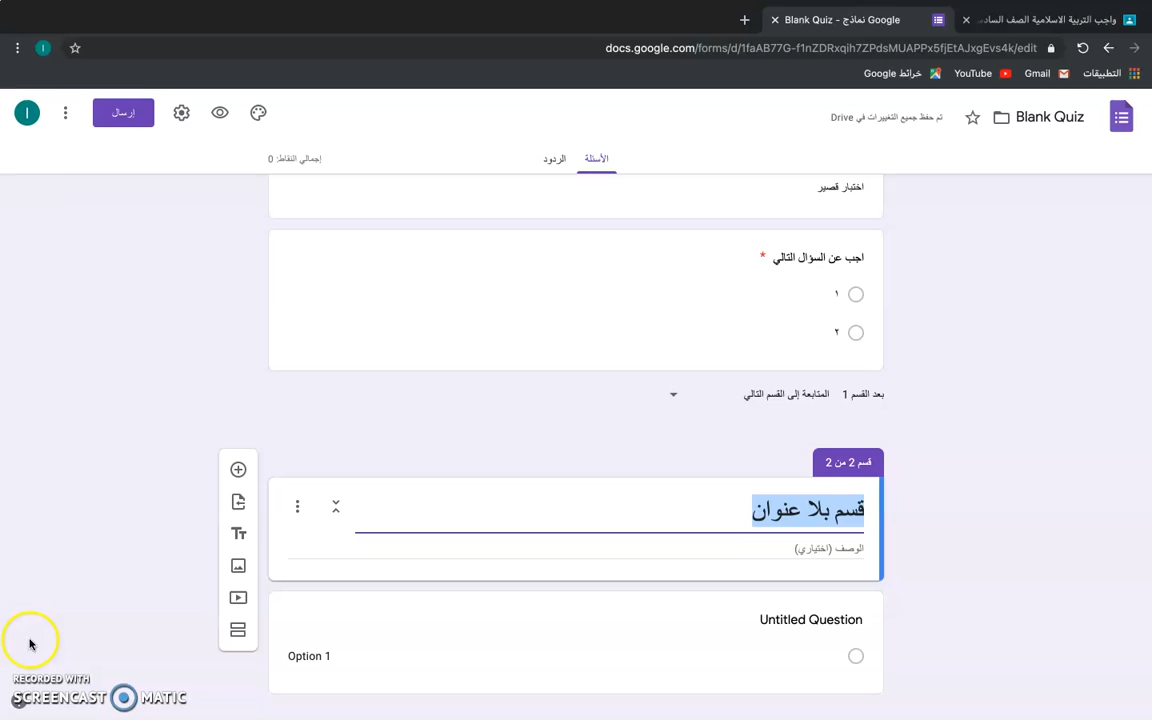 واجب التربية الاسلامية الصف السادس
Blank Quiz - نماذج Google
docs.google.com/forms/d/1faAB77G-f1nZDRxqih7ZPdsMUAPPx5fjEtAJxgEvs4k/edit
التطبيقات Gmail YouTube خرائط Google
Blank Quiz
تم حفظ جميع التغييرات في Drive
إرسال
I
I
الأسئلة الردود
إجمالي النقاط: 0
اختبار قصير
اجب عن السؤال التالي *
١
٢
بعد القسم 1 المتابعة إلى القسم التالي
قسم 2 من 2
قسم بلا عنوان
الوصف (اختياري)
Untitled Question
Option 1
RECORDED WITH
SCREENCAST MATIC